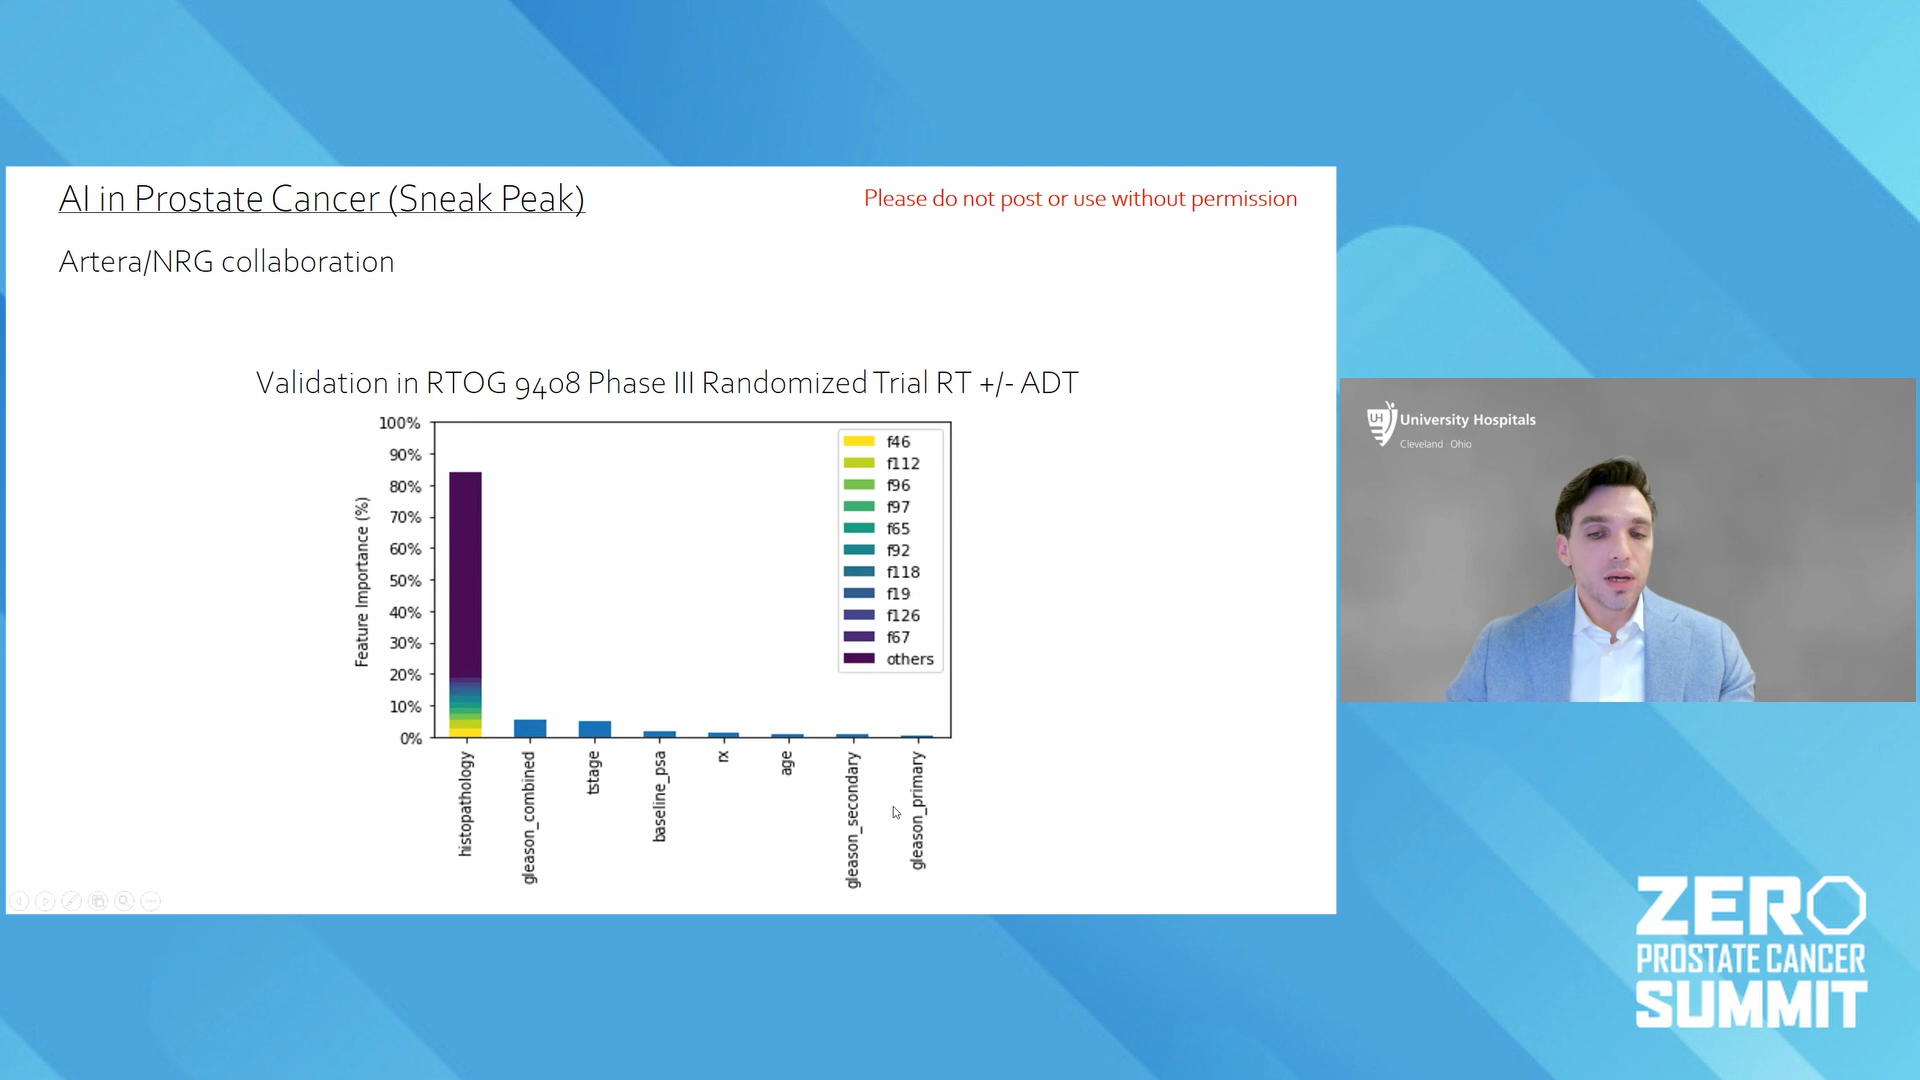 AI in Prostate Cancer (Sneak Peak)
Please do not post or use without permission
Artera/NRG collaboration
Validation in RTOG 9408 Phase III Randomized Trial RT +/- ADT
100%
90%
80%
70%
60%
50%
40%
30%
20%
10%
0%
Feature Importance (%)
f46
f112
f96
f97
f65
f92
f118
f19
f126
f67
others
histopathology
gleason_combined
tstage
baseline_psa
rx
age
gleason_secondary
gleason_primary
UH
University Hospitals
Cleveland Ohio
ZERO
PROSTATE CANCER
SUMMIT